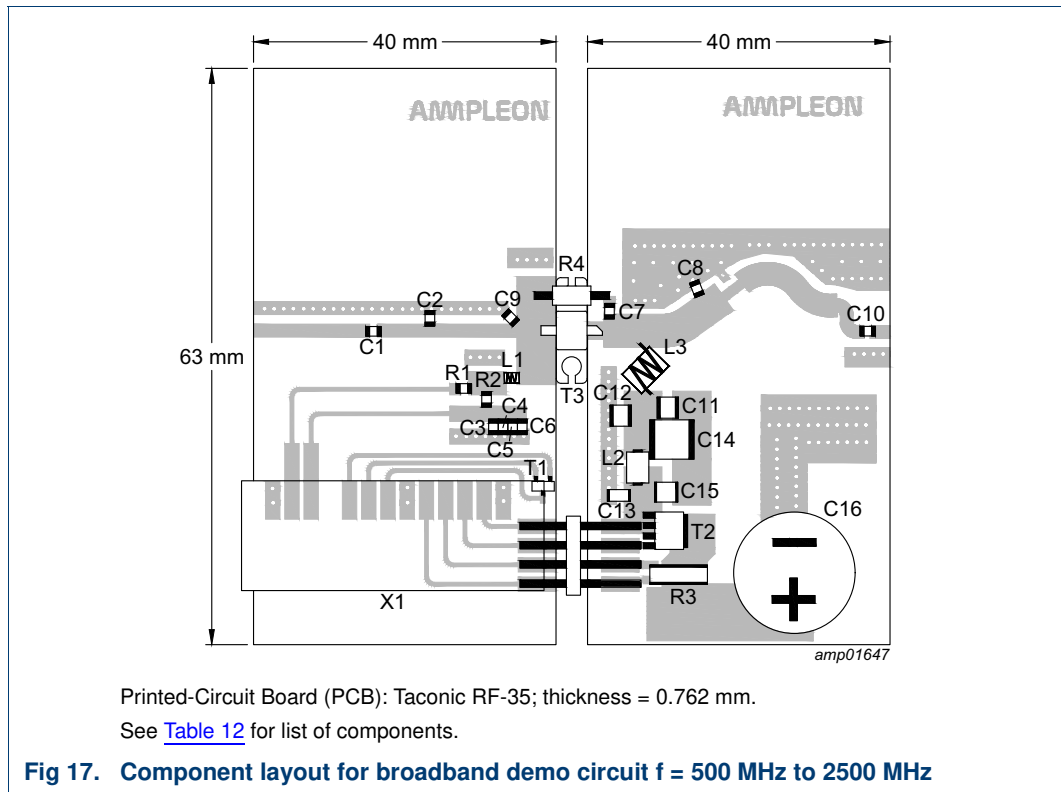 40 mm
40 mm
AMPLEON
AMPLEON
63 mm
R4
C8
C2
C9
C7
C10
C1
L3
L1
R1
R2
T3
C12
C4
C11
C3
C6
C14
C5
L2
T1
C15
C13
C16
T2
R3
X1
amp01647
Printed-Circuit Board (PCB): Taconic RF-35; thickness = 0.762 mm.
See Table 12 for list of components.
Fig 17. Component layout for broadband demo circuit f = 500 MHz to 2500 MHz